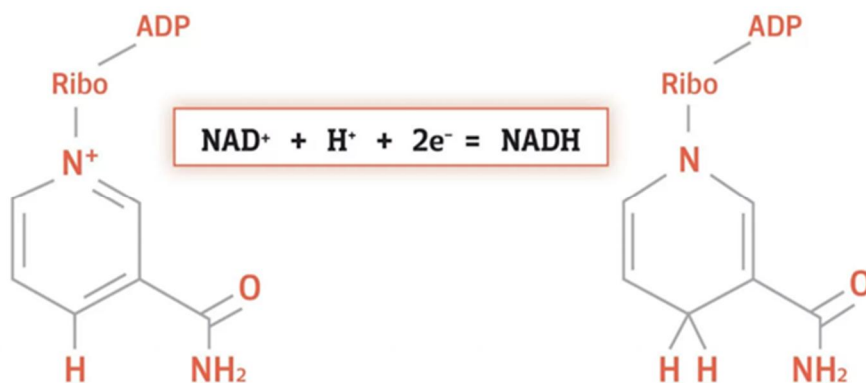 ADP
Ribo
N⁺
O
H
NH₂
NAD⁺ + H⁺ + 2e⁻ = NADH
ADP
Ribo
N
O
H H
NH₂